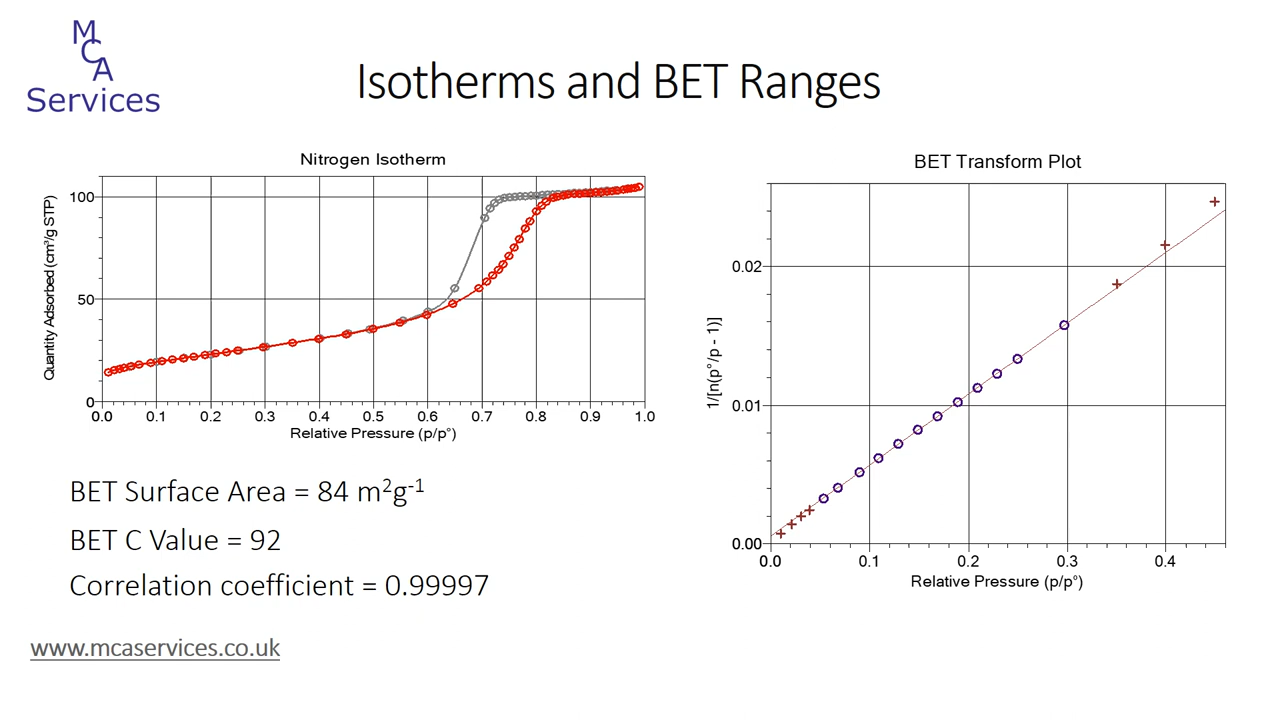 M
C
A
Services
Isotherms and BET Ranges
Nitrogen Isotherm
Quantity Adsorbed (cm³/g STP)
100
50
0
0.0 0.1 0.2 0.3 0.4 0.5 0.6 0.7 0.8 0.9 1.0
Relative Pressure (p/p°)
BET Transform Plot
1/[n(p°/p - 1)]
0.02
0.01
0.00
0.0 0.1 0.2 0.3 0.4
Relative Pressure (p/p°)
BET Surface Area = 84 m²g⁻¹
BET C Value = 92
Correlation coefficient = 0.99997
www.mcaservices.co.uk